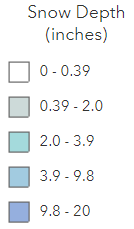 Snow Depth
(inches)
0 - 0.39
0.39 - 2.0
2.0 - 3.9
3.9 - 9.8
9.8 - 20